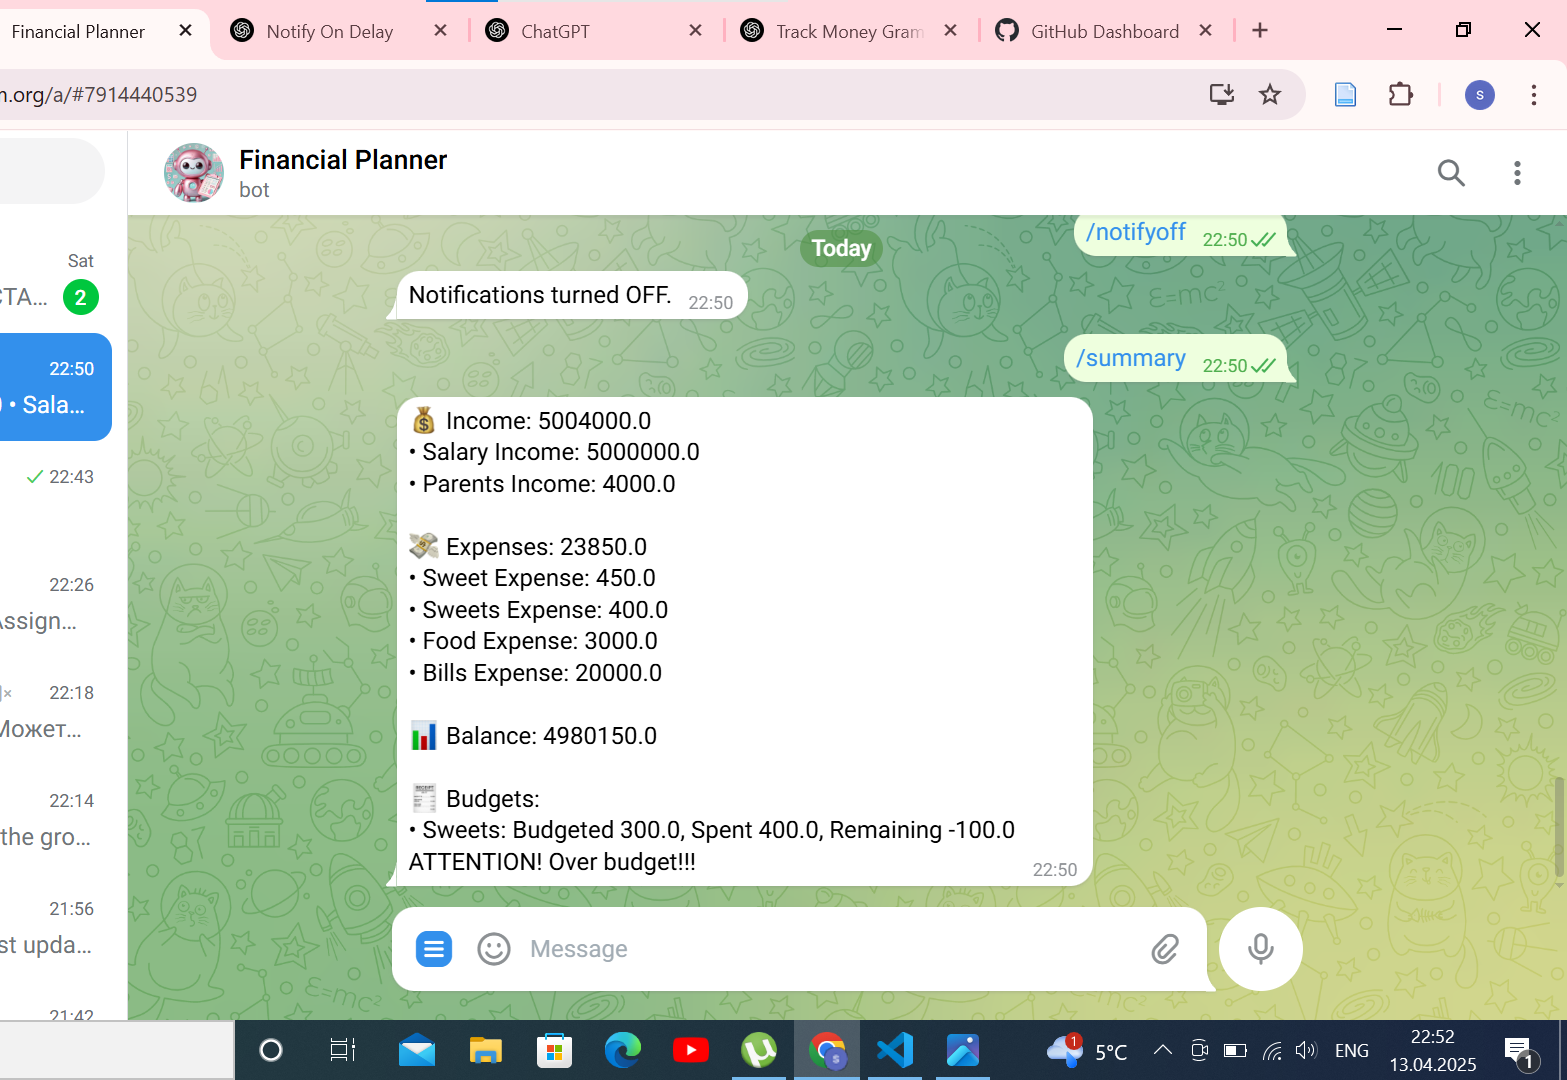 Financial Planner
Notify On Delay
ChatGPT
Track Money Gram
GitHub Dashboard
n.org/a/#7914440539
s
Financial Planner
bot
Sat
СТА... 2
22:50
• Sala...
22:43
22:26
Assign...
22:18
Может...
22:14
the gro...
21:56
st upda...
21:42
/notifyoff 22:50
Today
Notifications turned OFF. 22:50
/summary 22:50
💰 Income: 5004000.0
• Salary Income: 5000000.0
• Parents Income: 4000.0
💸 Expenses: 23850.0
• Sweet Expense: 450.0
• Sweets Expense: 400.0
• Food Expense: 3000.0
• Bills Expense: 20000.0
📊 Balance: 4980150.0
🧾 Budgets:
• Sweets: Budgeted 300.0, Spent 400.0, Remaining -100.0
ATTENTION! Over budget!!!
22:50
Message
1
5°C
ENG
22:52
13.04.2025
1